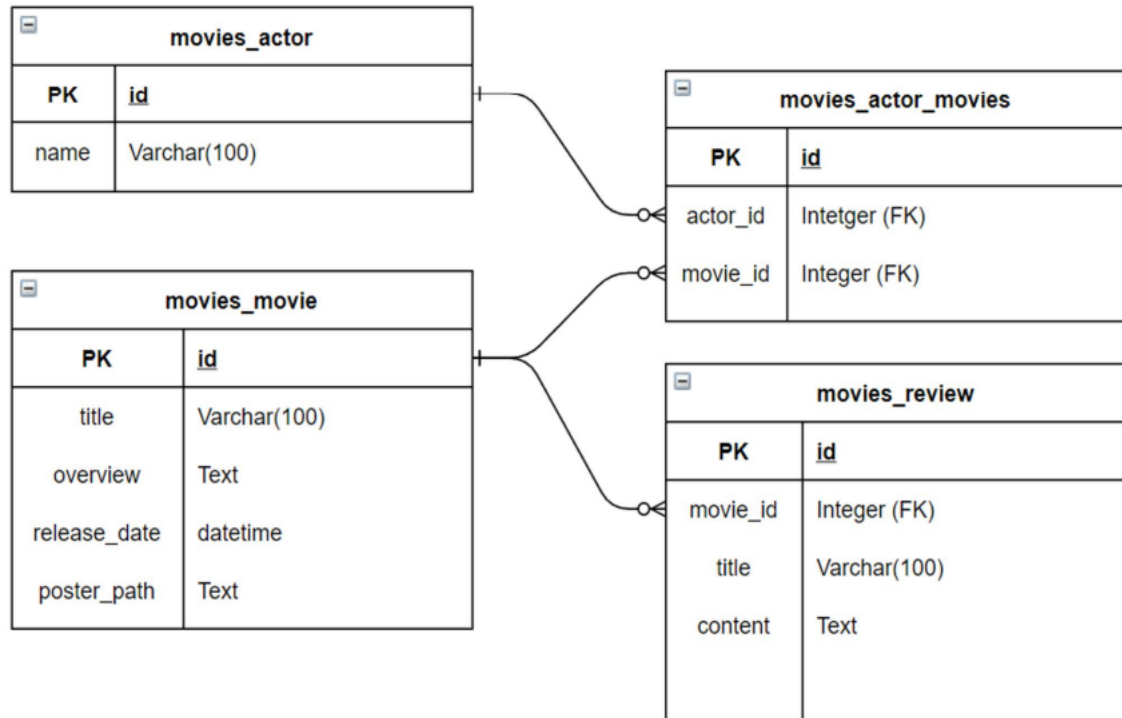 movies_actor
PK id
name Varchar(100)
movies_actor_movies
PK id
actor_id Intetger (FK)
movie_id Integer (FK)
movies_movie
PK id
title Varchar(100)
overview Text
release_date datetime
poster_path Text
movies_review
PK id
movie_id Integer (FK)
title Varchar(100)
content Text